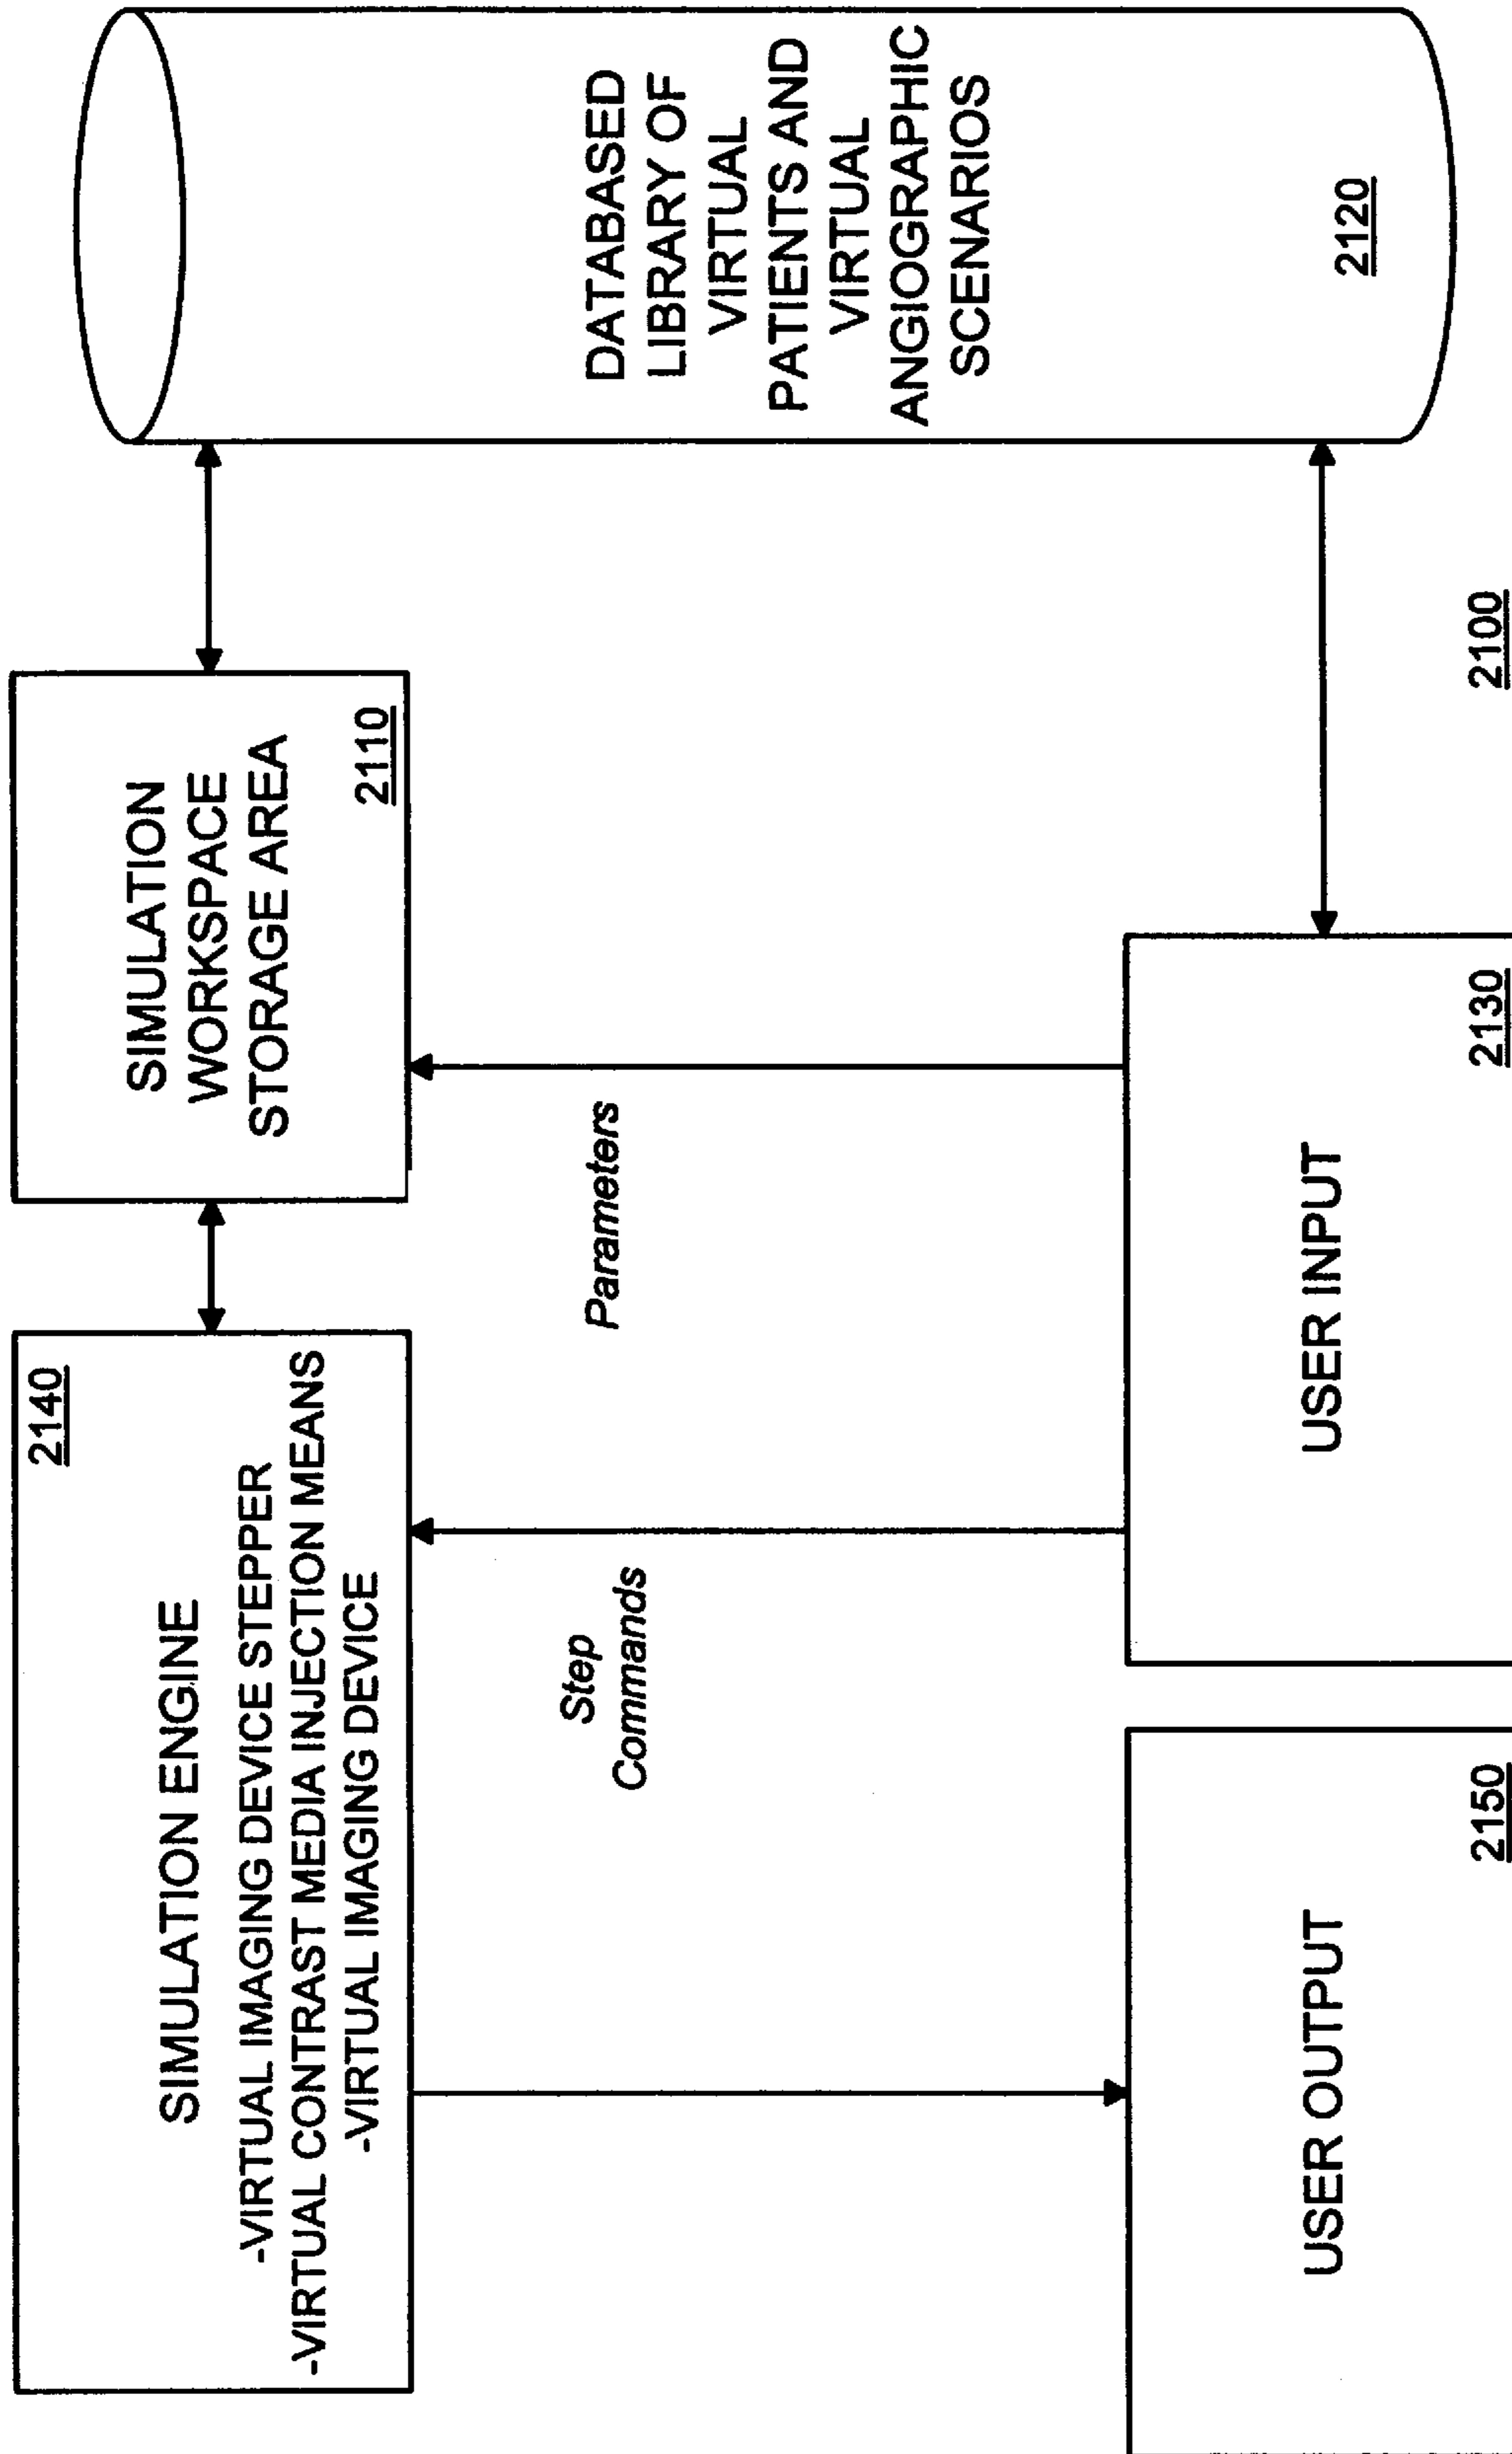 2140
SIMULATION ENGINE
-VIRTUAL IMAGING DEVICE STEPPER
-VIRTUAL CONTRAST MEDIA INJECTION MEANS
-VIRTUAL IMAGING DEVICE
SIMULATION
WORKSPACE
STORAGE AREA
2110
DATABASED
LIBRARY OF
VIRTUAL
PATIENTS AND
VIRTUAL
ANGIOGRAPHIC
SCENARIOS
2120
Step
Commands
Parameters
USER OUTPUT
2150
USER INPUT
2130
2100